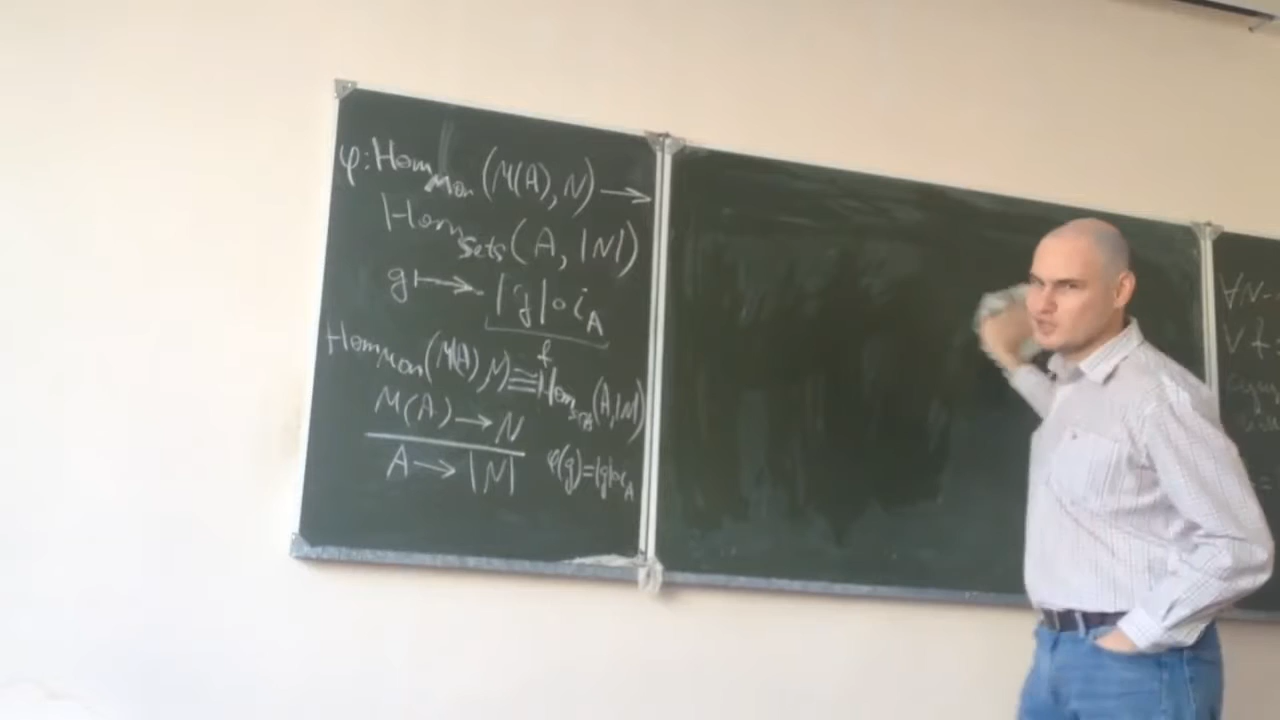 φ: Hom_Mon (M(A), N) →
Hom_Sets (A, |N|)
g ↦ |g| ∘ i_A
f
Hom_Mon (M(A), N) ≅ Hom_Sets (A, |N|)
M(A) → N
A → |N| φ(g) = |g| ∘ i_A
∀N
∀f